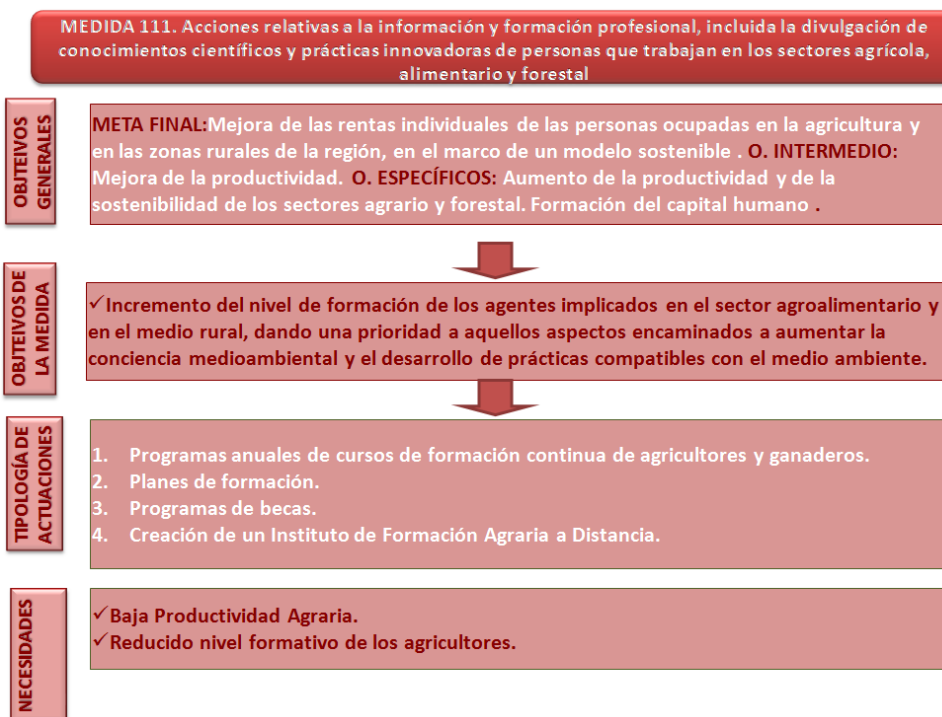 MEDIDA 111. Acciones relativas a la información y formación profesional, incluida la divulgación de
conocimientos científicos y prácticas innovadoras de personas que trabajan en los sectores agrícola,
alimentario y forestal
OBJTEIVOS
GENERALES
META FINAL:Mejora de las rentas individuales de las personas ocupadas en la agricultura y
en las zonas rurales de la región, en el marco de un modelo sostenible . O. INTERMEDIO:
Mejora de la productividad. O. ESPECÍFICOS: Aumento de la productividad y de la
sostenibilidad de los sectores agrario y forestal. Formación del capital humano .
OBJTEIVOS DE
LA MEDIDA
✓Incremento del nivel de formación de los agentes implicados en el sector agroalimentario y
en el medio rural, dando una prioridad a aquellos aspectos encaminados a aumentar la
conciencia medioambiental y el desarrollo de prácticas compatibles con el medio ambiente.
TIPOLOGÍA DE
ACTUACIONES
1. Programas anuales de cursos de formación continua de agricultores y ganaderos.
2. Planes de formación.
3. Programas de becas.
4. Creación de un Instituto de Formación Agraria a Distancia.
NECESIDADES
✓Baja Productividad Agraria.
✓Reducido nivel formativo de los agricultores.